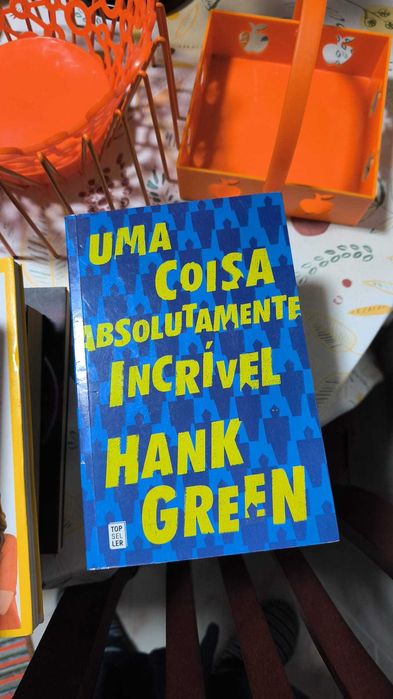 UMA
COISA
ABSOLUTAMENTE
INCRÍVEL
HANK
GREEN
TOP
SEL
LER